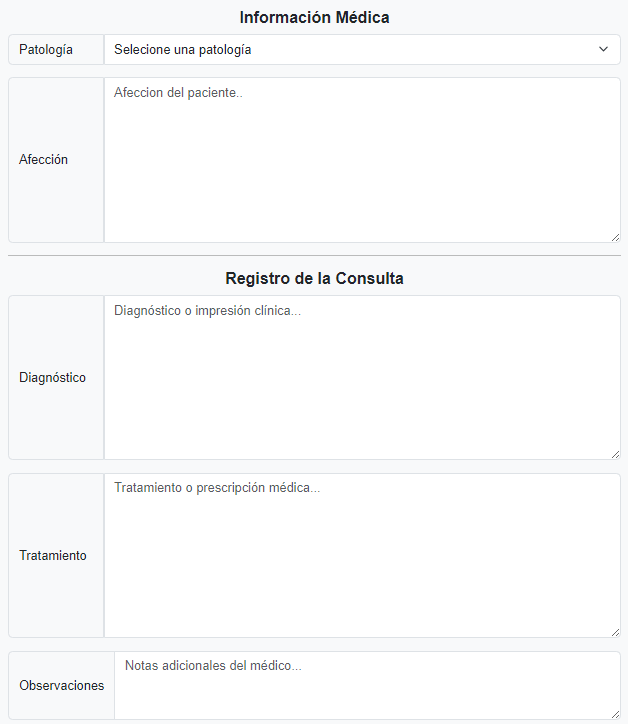 Información Médica
Patología Selecione una patología
Afeccion del paciente..
Afección
Registro de la Consulta
Diagnóstico o impresión clínica...
Diagnóstico
Tratamiento o prescripción médica...
Tratamiento
Notas adicionales del médico...
Observaciones